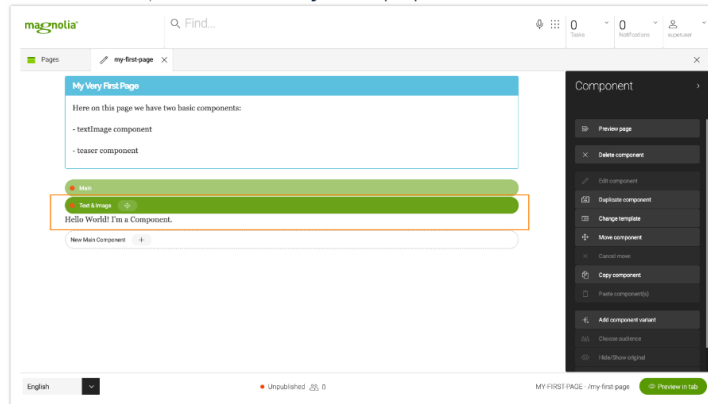 magnolia
Find...
0
Tasks
0
Notifications
superuser
Pages
my-first-page
My Very First Page
Here on this page we have two basic components:
- textImage component
- teaser component
Main
Text & Image
Hello World! I'm a Component.
New Main Component
Component
Preview page
Delete component
Edit component
Duplicate component
Change template
Move component
Cancel move
Copy component
Paste component(s)
Add component variant
Choose audience
Hide/Show original
English
Unpublished 0
MY-FIRST-PAGE - /my-first-page
Preview in tab